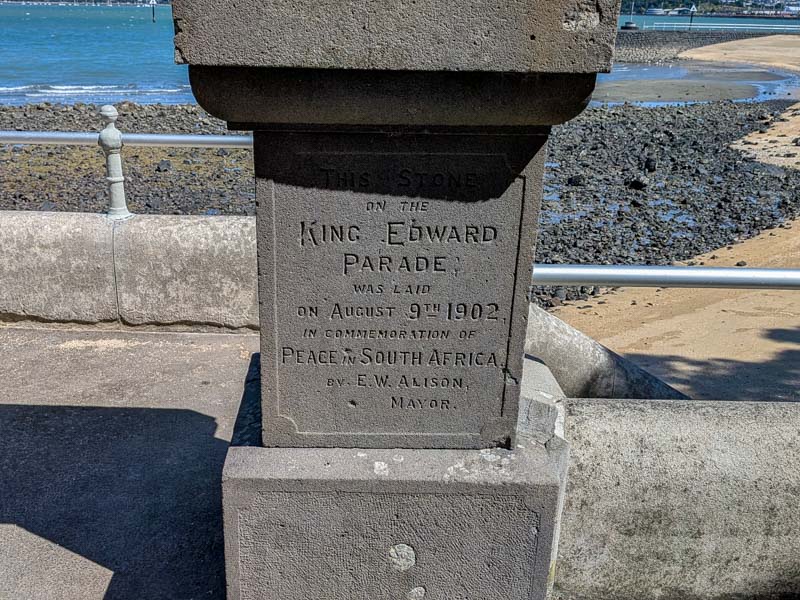 THIS STONE
ON THE
KING EDWARD
PARADE,
WAS LAID
ON AUGUST 9TH 1902,
IN COMMEMORATION OF
PEACE IN SOUTH AFRICA,
BY E.W. ALISON,
MAYOR.